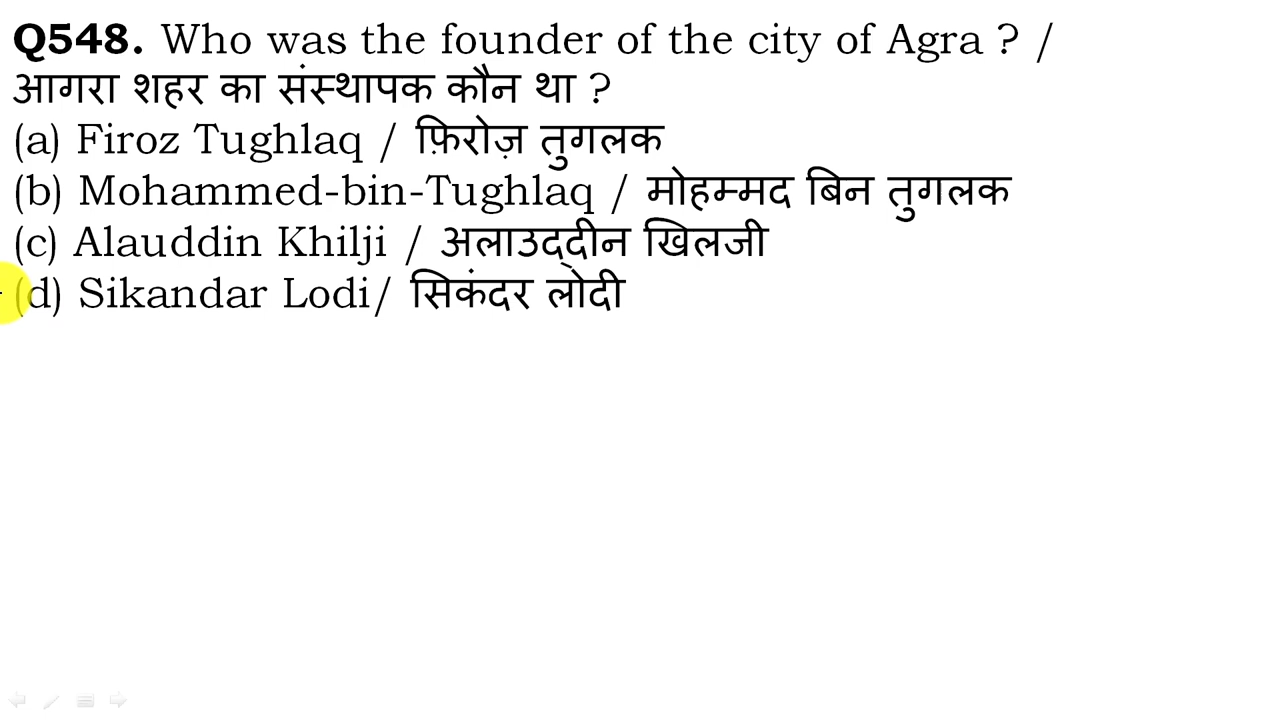 Q548. Who was the founder of the city of Agra ? /
आगरा शहर का संस्थापक कौन था ?
(a) Firoz Tughlaq / फ़िरोज़ तुगलक
(b) Mohammed-bin-Tughlaq / मोहम्मद बिन तुगलक
(c) Alauddin Khilji / अलाउद्दीन खिलजी
(d) Sikandar Lodi/ सिकंदर लोदी